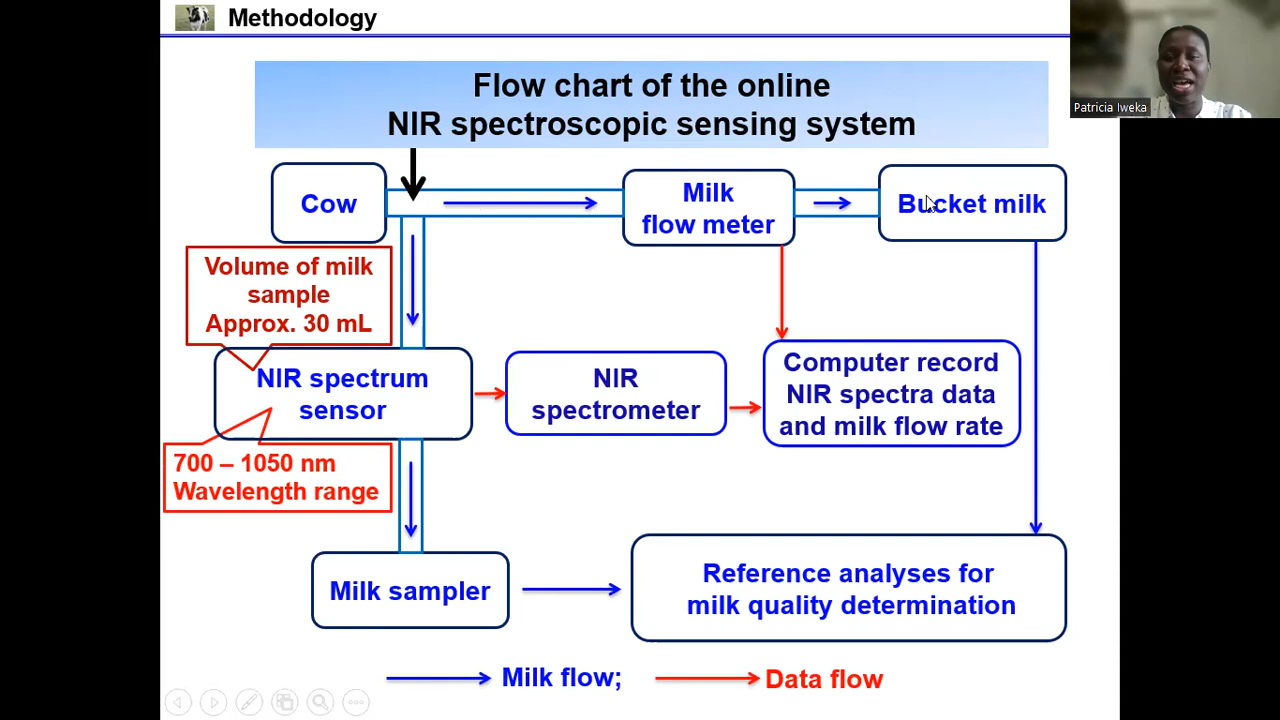 Methodology
Flow chart of the online
NIR spectroscopic sensing system
Patricia Iweka
Cow
Milk
flow meter
Bucket milk
Volume of milk
sample
Approx. 30 mL
NIR spectrum
sensor
NIR
spectrometer
Computer record
NIR spectra data
and milk flow rate
700 – 1050 nm
Wavelength range
Milk sampler
Reference analyses for
milk quality determination
Milk flow;
Data flow